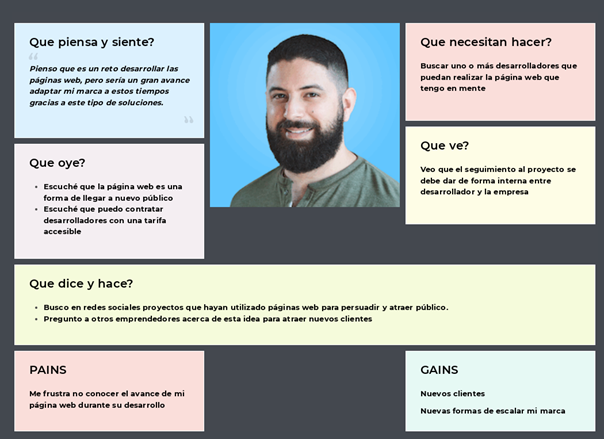 Que piensa y siente?
Pienso que es un reto desarrollar las
páginas web, pero sería un gran avance
adaptar mi marca a estos tiempos
gracias a este tipo de soluciones.
Que oye?
• Escuché que la página web es una
forma de llegar a nuevo público
• Escuché que puedo contratar
desarrolladores con una tarifa
accesible
Que necesitan hacer?
Buscar uno o más desarrolladores que
puedan realizar la página web que
tengo en mente
Que ve?
Veo que el seguimiento al proyecto se
debe dar de forma interna entre
desarrollador y la empresa
Que dice y hace?
• Busco en redes sociales proyectos que hayan utilizado páginas web para persuadir y atraer público.
• Pregunto a otros emprendedores acerca de esta idea para atraer nuevos clientes
PAINS
Me frustra no conocer el avance de mi
página web durante su desarrollo
GAINS
Nuevos clientes
Nuevas formas de escalar mi marca